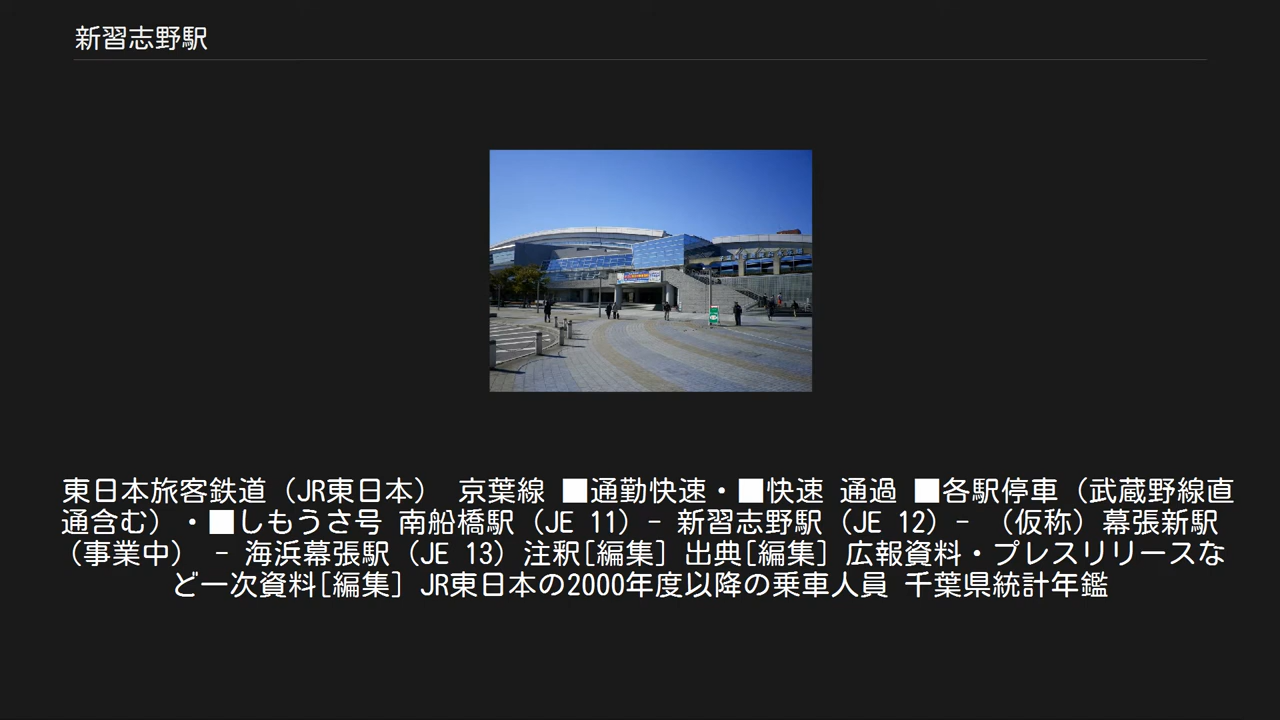 新習志野駅
東日本旅客鉄道（JR東日本） 京葉線 ■通勤快速・■快速 通過 ■各駅停車（武蔵野線直
通含む）・■しもうさ号 南船橋駅（JE 11）- 新習志野駅（JE 12）- （仮称）幕張新駅
（事業中） - 海浜幕張駅（JE 13）注釈[編集] 出典[編集] 広報資料・プレスリリースな
ど一次資料[編集] JR東日本の2000年度以降の乗車人員 千葉県統計年鑑